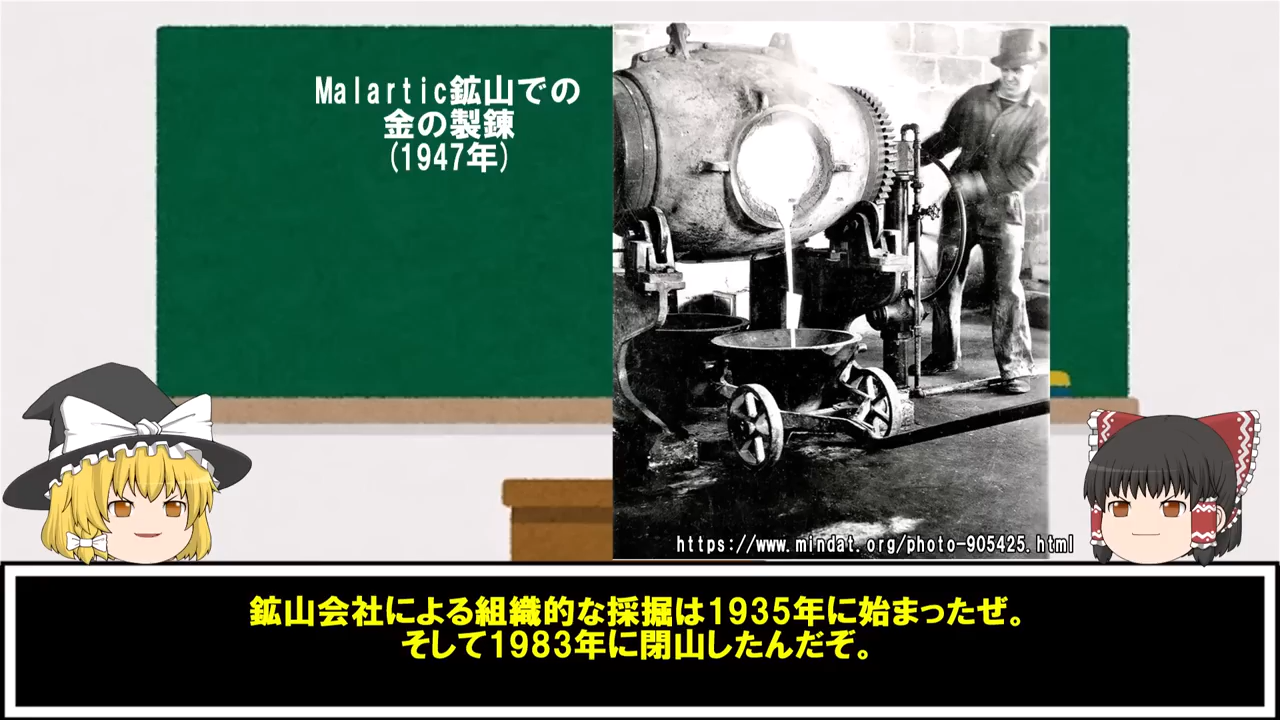 Malartic鉱山での
金の製錬
(1947年)
https://www.mindat.org/photo-905425.html
鉱山会社による組織的な採掘は1935年に始まったぜ。
そして1983年に閉山したんだぞ。